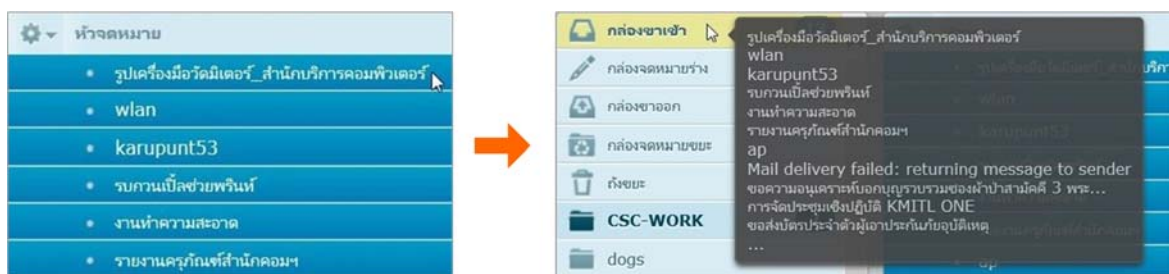 หัวจดหมาย
รูปเครื่องมือวัดมิเตอร์_สำนักบริการคอมพิวเตอร์
wlan
karupunt53
รบกวนเปิ้ลช่วยพรินท์
งานทำความสะอาด
รายงานครุภัณฑ์สำนักคอมฯ
กล่องขาเข้า
กล่องจดหมายร่าง
กล่องขาออก
กล่องจดหมายขยะ
ถังขยะ
CSC-WORK
dogs
รูปเครื่องมือวัดมิเตอร์_สำนักบริการคอมพิวเตอร์
wlan
karupunt53
รบกวนเปิ้ลช่วยพรินท์
งานทำความสะอาด
รายงานครุภัณฑ์สำนักคอมฯ
ap
Mail delivery failed: returning message to sender
ขอความอนุเคราะห์บอกบุญรวบรวมซองผ้าป่าสามัคคี 3 พระ...
การจัดประชุมเชิงปฏิบัติ KMITL ONE
ขอส่งบัตรประจำตัวผู้เอาประกันภัยอุบัติเหตุ
...